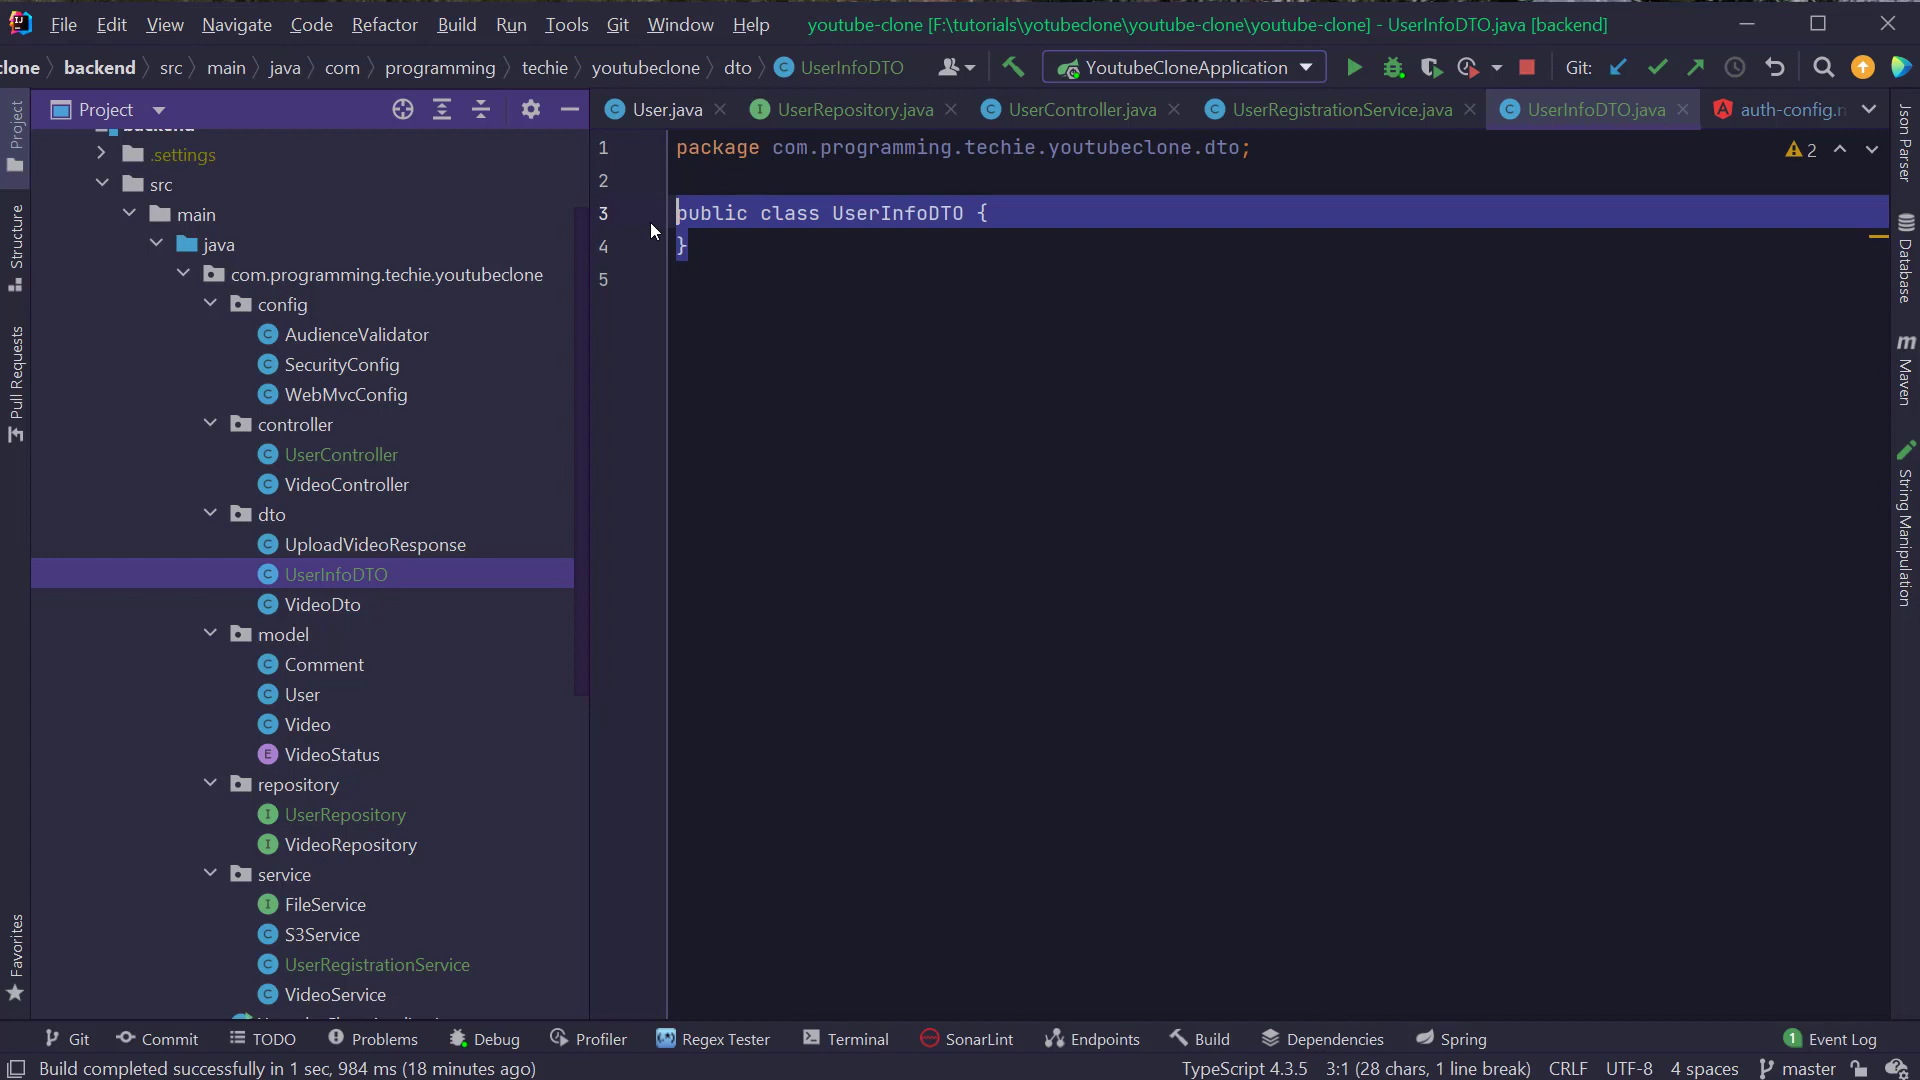 File Edit View Navigate Code Refactor Build Run Tools Git Window Help youtube-clone [F:\tutorials\yotubeclone\youtube-clone\youtube-clone] - UserInfoDTO.java [backend]
clone backend src main java com programming techie youtubeclone dto UserInfoDTO YoutubeCloneApplication Git:
Project User.java UserRepository.java UserController.java UserRegistrationService.java UserInfoDTO.java auth-config.
backend
.settings
src
main
java
com.programming.techie.youtubeclone
config
AudienceValidator
SecurityConfig
WebMvcConfig
controller
UserController
VideoController
dto
UploadVideoResponse
UserInfoDTO
VideoDto
model
Comment
User
Video
VideoStatus
repository
UserRepository
VideoRepository
service
FileService
S3Service
UserRegistrationService
VideoService
1 package com.programming.techie.youtubeclone.dto;
2
3 public class UserInfoDTO {
4 }
5
2
Project
Structure
Pull Requests
Favorites
Json Parser
Database
Maven
String Manipulation
Git Commit TODO Problems Debug Profiler Regex Tester Terminal SonarLint Endpoints Build Dependencies Spring 1 Event Log
Build completed successfully in 1 sec, 984 ms (18 minutes ago) TypeScript 4.3.5 3:1 (28 chars, 1 line break) CRLF UTF-8 4 spaces master